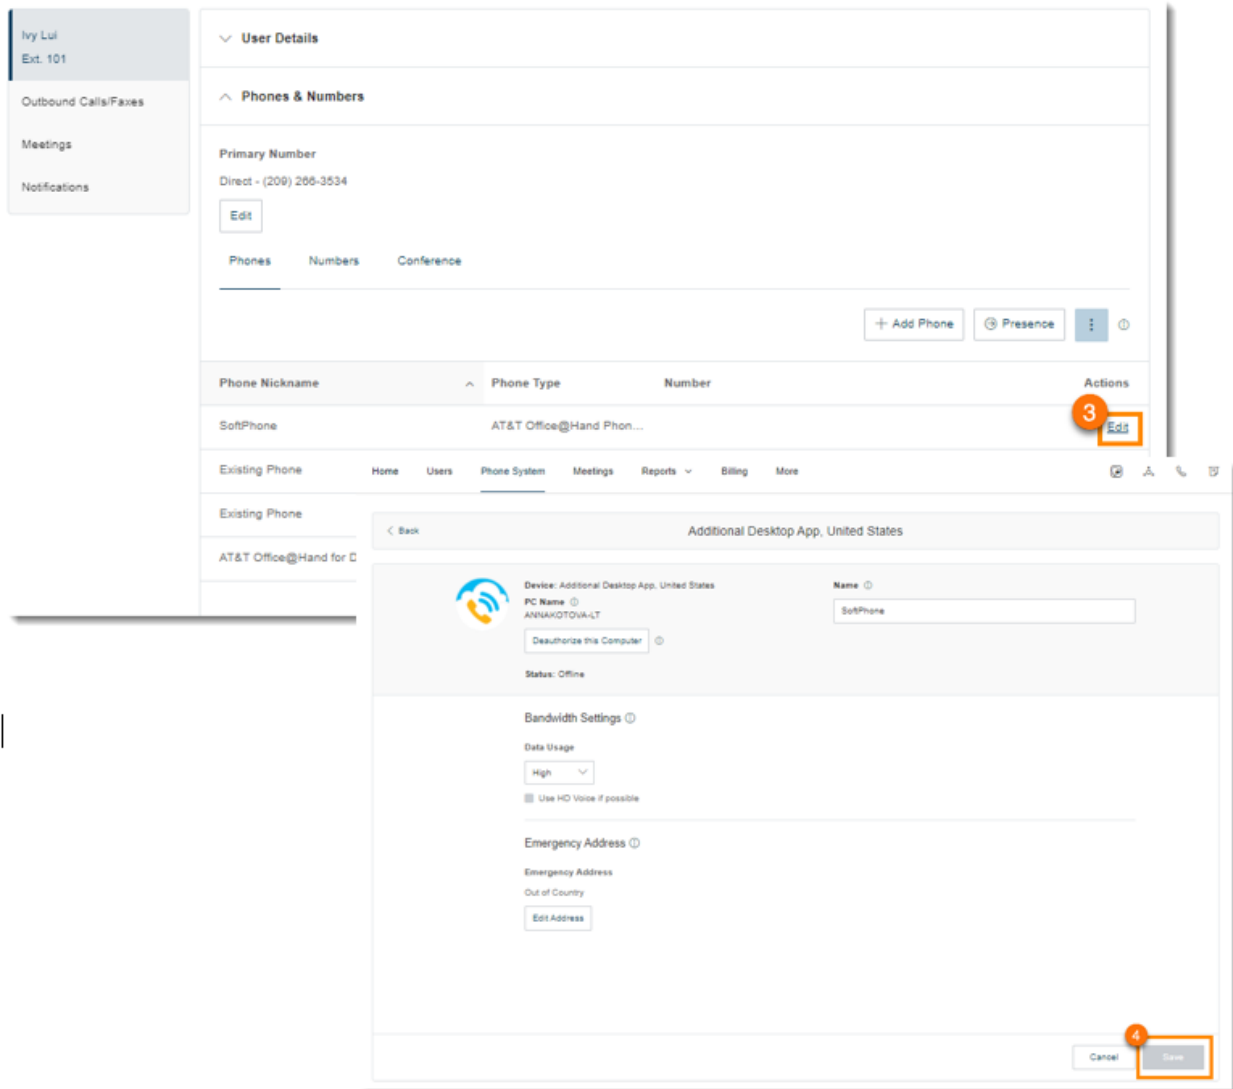 Ivy Lui
Ext. 101
Outbound Calls/Faxes
Meetings
Notifications
User Details
Phones & Numbers
Primary Number
Direct - (209) 266-3534
Edit
Phones Numbers Conference
+ Add Phone Presence
Phone Nickname Phone Type Number Actions
3
SoftPhone AT&T Office@Hand Phon... Edit
Existing Phone
Existing Phone
AT&T Office@Hand for D
Home Users Phone System Meetings Reports Billing More
< Back Additional Desktop App, United States
Device: Additional Desktop App, United States
PC Name
ANNAKOTOVA-LT
Deauthorize this Computer
Status: Offline
Name
SoftPhone
Bandwidth Settings
Data Usage
High
Use HD Voice if possible
Emergency Address
Emergency Address
Out of Country
Edit Address
4
Cancel Save